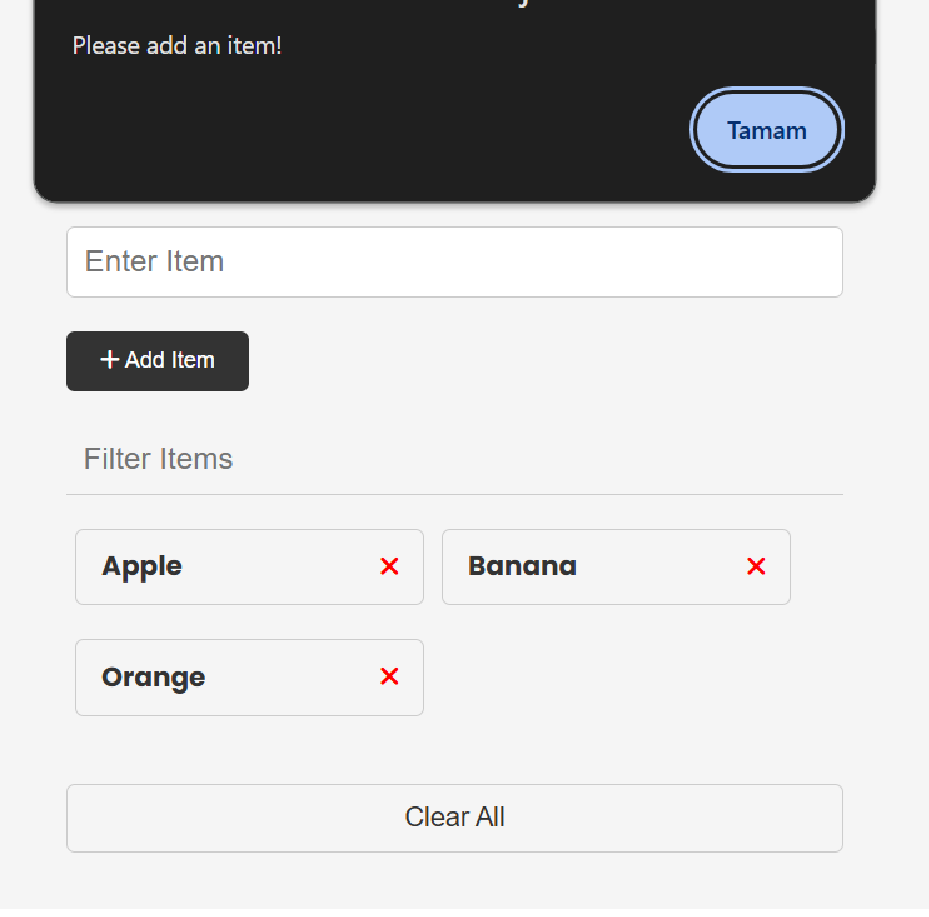 Please add an item!
Tamam
Enter Item
+ Add Item
Filter Items
Apple
Banana
Orange
Clear All